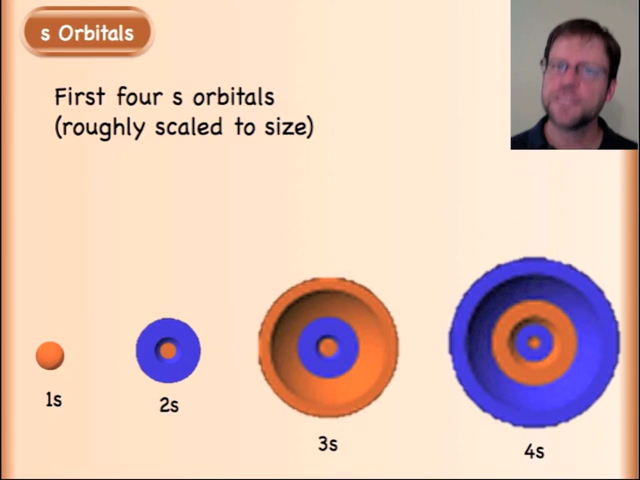 s Orbitals
First four s orbitals
(roughly scaled to size)
1s
2s
3s
4s